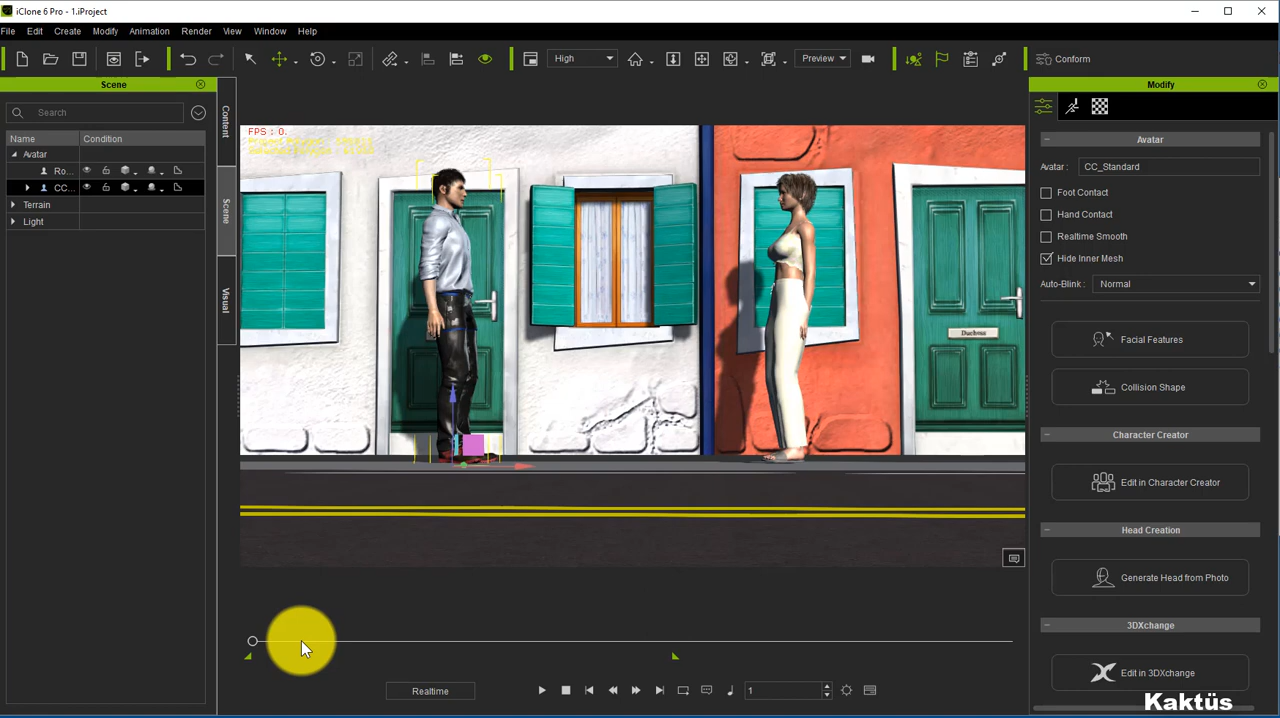 iClone 6 Pro - 1.iProject
File Edit Create Modify Animation Render View Window Help
High
Preview
Conform
Scene
Search
Name Condition
Avatar
Ro...
CC...
Terrain
Light
Content
Scene
Visual
FPS : 0.
Duchess
Realtime
1
Modify
Avatar
Avatar : CC_Standard
Foot Contact
Hand Contact
Realtime Smooth
Hide Inner Mesh
Auto-Blink : Normal
Facial Features
Collision Shape
Character Creator
Edit in Character Creator
Head Creation
Generate Head from Photo
3DXchange
Edit in 3DXchange
Kaktüs